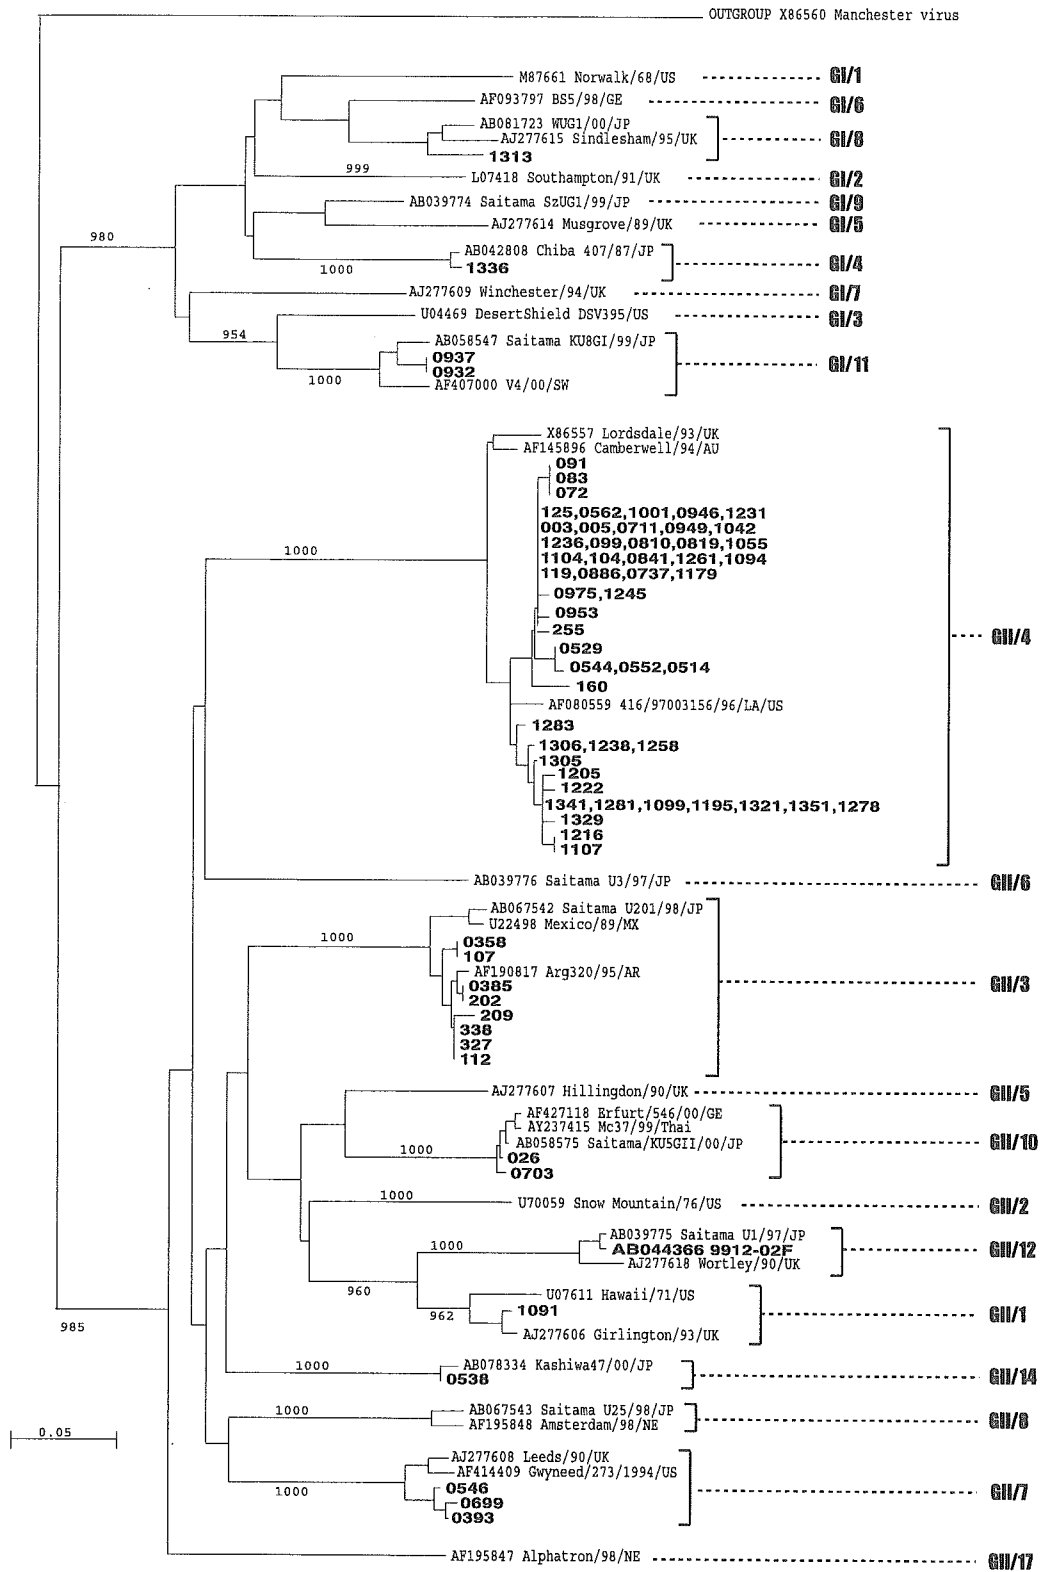 OUTGROUP X86560 Manchester virus
M87661 Norwalk/68/US GI/1
AF093797 BS5/98/GE GI/6
AB081723 WUG1/00/JP
AJ277615 Sindlesham/95/UK GI/8
1313
999
L07418 Southampton/91/UK GI/2
AB039774 Saitama SzUG1/99/JP GI/9
AJ277614 Musgrove/89/UK GI/5
980
AB042808 Chiba 407/87/JP
1336 GI/4
1000
AJ277609 Winchester/94/UK GI/7
U04469 DesertShield DSV395/US GI/3
954
AB058547 Saitama KU8GI/99/JP
0937
0932 GI/11
1000
AF407000 V4/00/SW
X86557 Lordsdale/93/UK
AF145896 Camberwell/94/AU
091
083
072
125,0562,1001,0946,1231
003,005,0711,0949,1042
1236,099,0810,0819,1055
1000
1104,104,0841,1261,1094
119,0886,0737,1179
0975,1245
0953
255
GII/4
0529
0544,0552,0514
160
AF080559 416/97003156/96/LA/US
1283
1306,1238,1258
1305
1205
1222
1341,1281,1099,1195,1321,1351,1278
1329
1216
1107
AB039776 Saitama U3/97/JP GII/6
AB067542 Saitama U201/98/JP
U22498 Mexico/89/MX
1000
0358
107
AF190817 Arg320/95/AR
GII/3
0385
202
209
338
327
112
AJ277607 Hillingdon/90/UK GII/5
AF427118 Erfurt/546/00/GE
AY237415 Mc37/99/Thai
AB058575 Saitama/KU5GII/00/JP GII/10
1000
026
0703
1000
U70059 Snow Mountain/76/US GII/2
AB039775 Saitama U1/97/JP
1000
AB044366 9912-02F GII/12
AJ277618 Wortley/90/UK
960
U07611 Hawaii/71/US
962
1091 GII/1
985
AJ277606 Girlington/93/UK
1000
AB078334 Kashiwa47/00/JP
0538 GII/14
1000
AB067543 Saitama U25/98/JP
AF195848 Amsterdam/98/NE GII/8
0.05
AJ277608 Leeds/90/UK
AF414409 Gwyneed/273/1994/US
1000
0546 GII/7
0699
0393
AF195847 Alphatron/98/NE GII/17